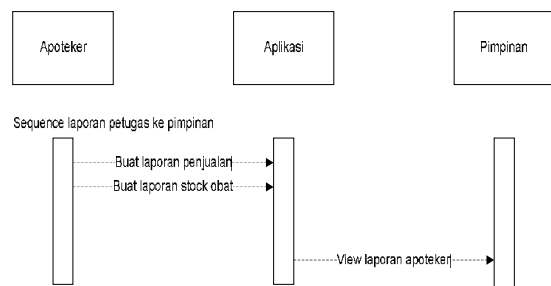 Apoteker
Aplikasi
Pimpinan
Sequence laporan petugas ke pimpinan
Buat laporan penjualan
Buat laporan stock obat
View laporan apoteker